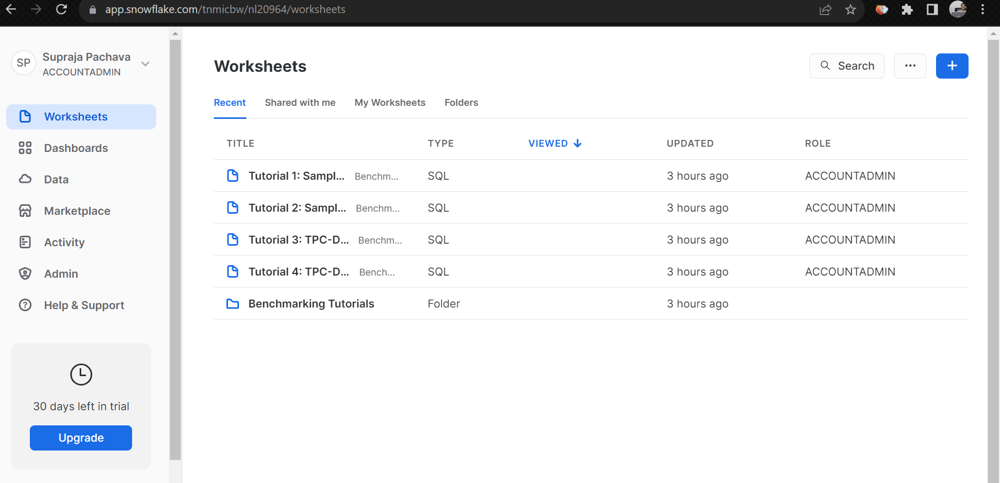 app.snowflake.com/tnmicbw/nl20964/worksheets
SP
Supraja Pachava
ACCOUNTADMIN
Worksheets
Dashboards
Data
Marketplace
Activity
Admin
Help & Support
30 days left in trial
Upgrade
Worksheets
Search
Recent Shared with me My Worksheets Folders
TITLE TYPE VIEWED UPDATED ROLE
Tutorial 1: Sampl... Benchm... SQL 3 hours ago ACCOUNTADMIN
Tutorial 2: Sampl... Benchm... SQL 3 hours ago ACCOUNTADMIN
Tutorial 3: TPC-D... Benchm... SQL 3 hours ago ACCOUNTADMIN
Tutorial 4: TPC-D... Bench... SQL 3 hours ago ACCOUNTADMIN
Benchmarking Tutorials Folder 3 hours ago